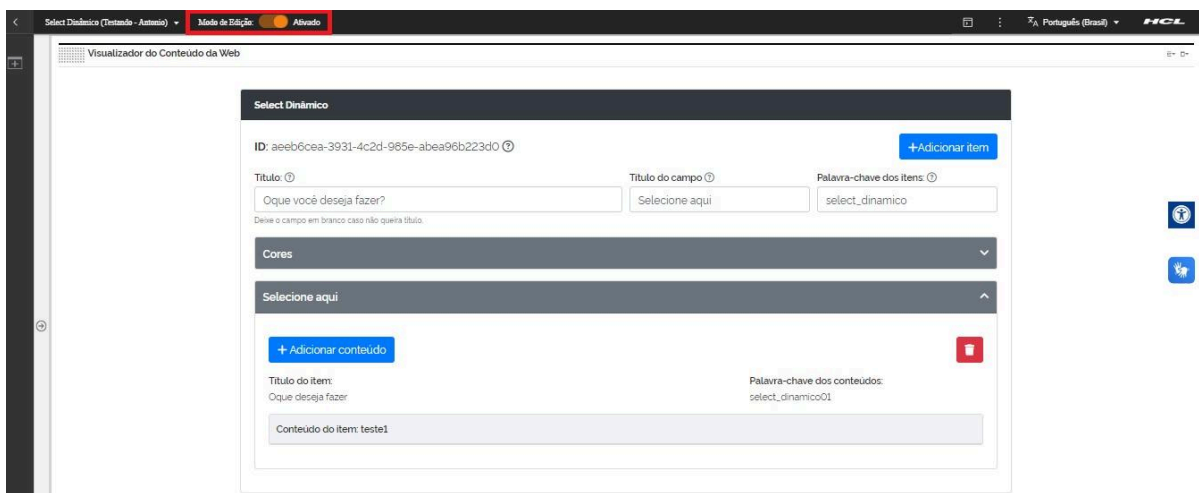 Select Dinâmico (Testando - Antonio)
Modo de Edição:
Ativado
Português (Brasil)
HCL
Visualizador do Conteúdo da Web
Select Dinâmico
ID: aeeb6cea-3931-4c2d-985e-abea96b223d0
+Adicionar item
Título:
Título do campo
Palavra-chave dos itens:
Oque você deseja fazer?
Selecione aqui
select_dinamico
Deixe o campo em branco caso não queira título.
Cores
Selecione aqui
+ Adicionar conteúdo
Título do item:
Palavra-chave dos conteúdos:
Oque deseja fazer
select_dinamico01
Conteúdo do item: teste1